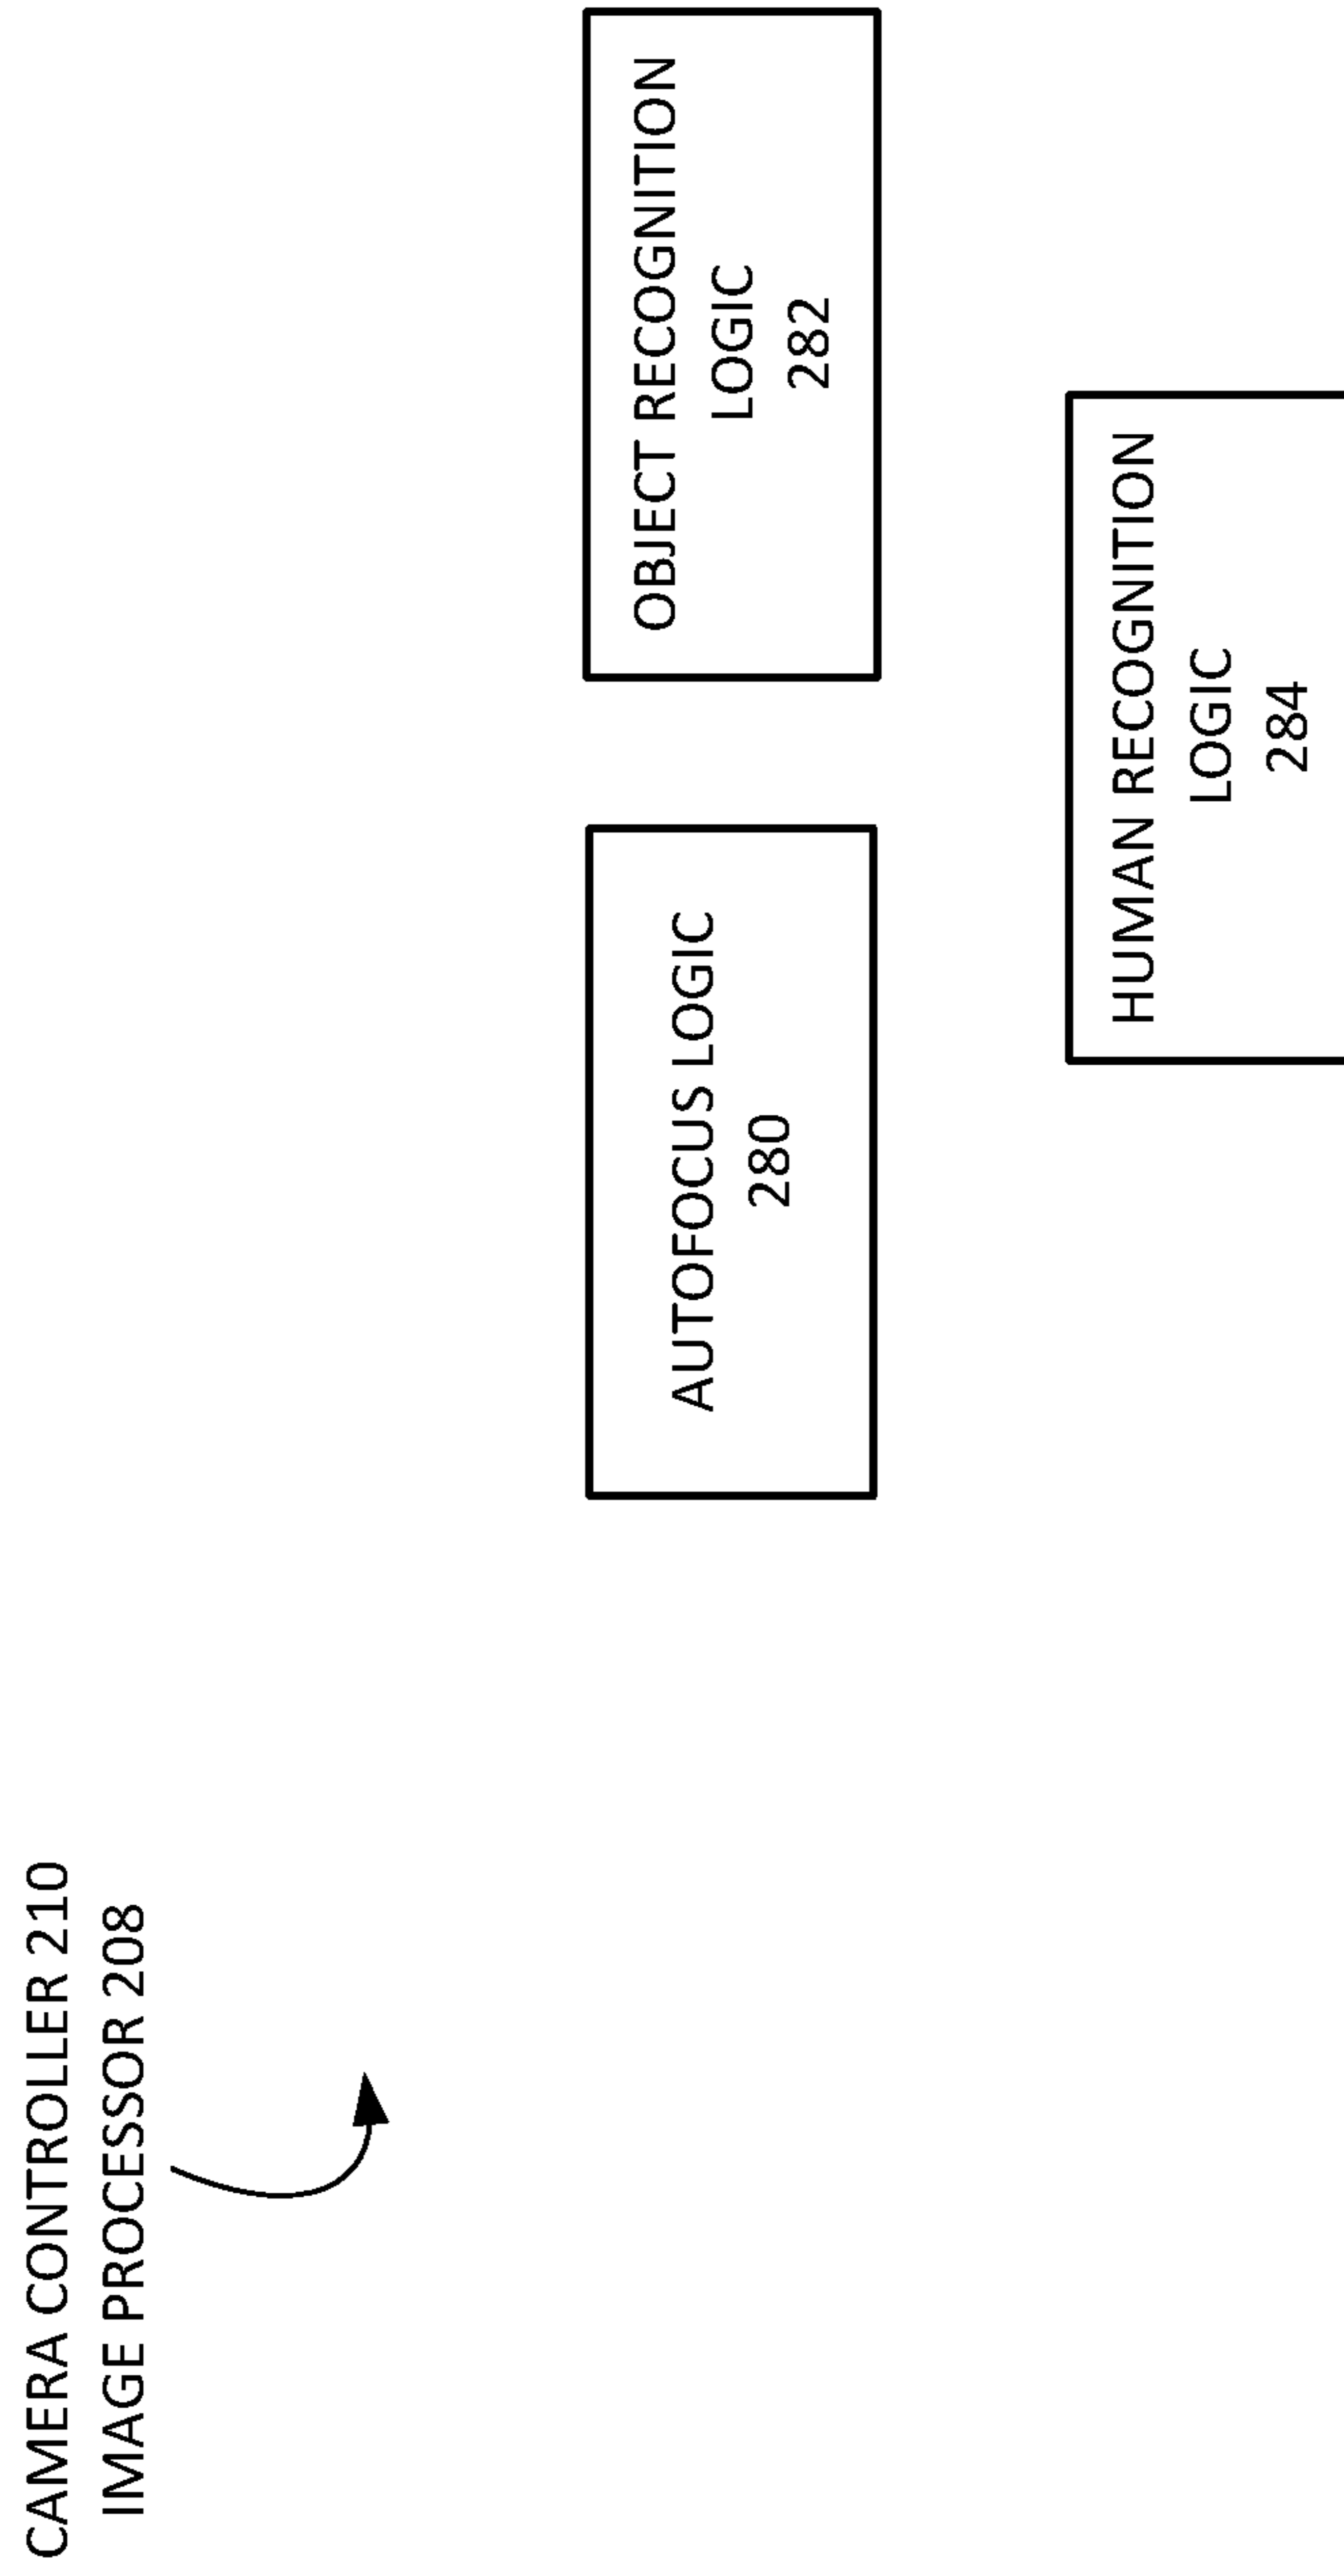 CAMERA CONTROLLER 210
IMAGE PROCESSOR 208
AUTOFOCUS LOGIC
280
OBJECT RECOGNITION
LOGIC
282
HUMAN RECOGNITION
LOGIC
284